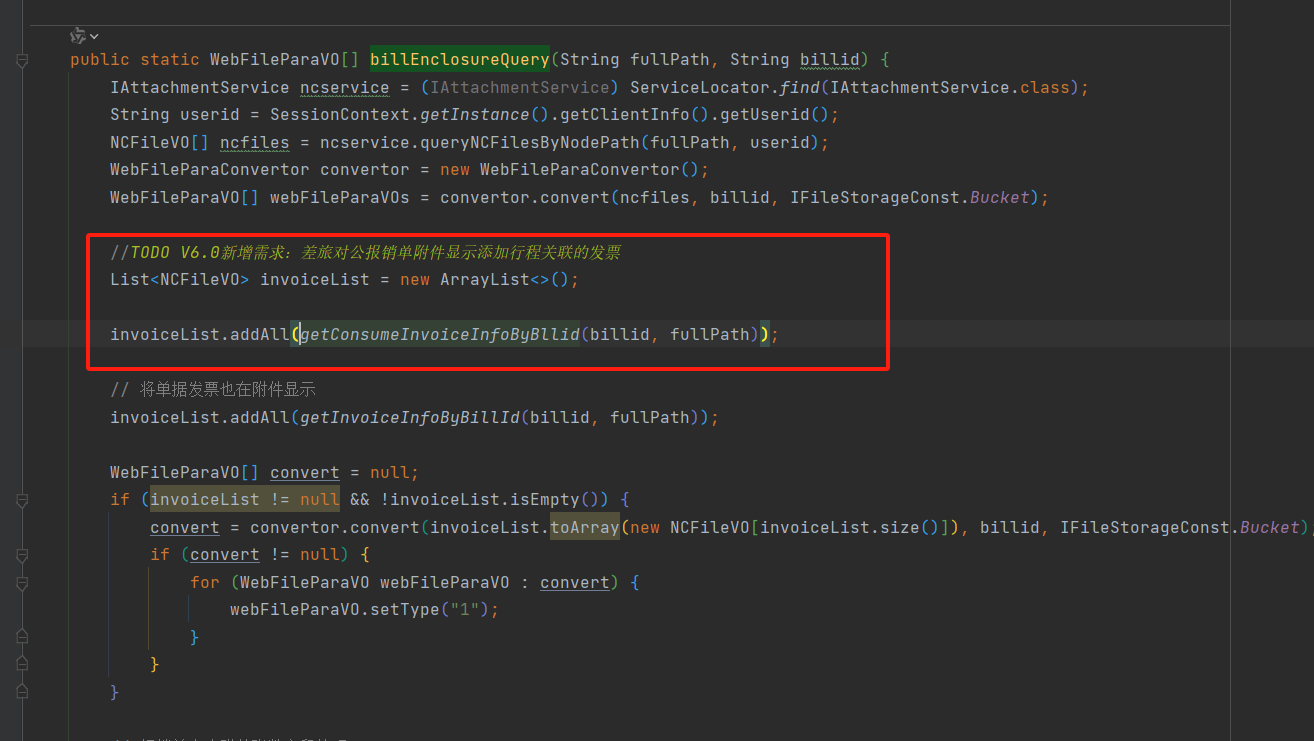 public static WebFileParaVO[] billEnclosureQuery(String fullPath, String billid) {
IAttachmentService ncservice = (IAttachmentService) ServiceLocator.find(IAttachmentService.class);
String userid = SessionContext.getInstance().getClientInfo().getUserid();
NCFileVO[] ncfiles = ncservice.queryNCFilesByNodePath(fullPath, userid);
WebFileParaConvertor convertor = new WebFileParaConvertor();
WebFileParaVO[] webFileParaVOs = convertor.convert(ncfiles, billid, IFileStorageConst.Bucket);
//TODO V6.0新增需求：差旅对公报销单附件显示添加行程关联的发票
List<NCFileVO> invoiceList = new ArrayList<>();
invoiceList.addAll(getConsumeInvoiceInfoByBllid(billid, fullPath));
// 将单据发票也在附件显示
invoiceList.addAll(getInvoiceInfoByBillId(billid, fullPath));
WebFileParaVO[] convert = null;
if (invoiceList != null && !invoiceList.isEmpty()) {
convert = convertor.convert(invoiceList.toArray(new NCFileVO[invoiceList.size()]), billid, IFileStorageConst.Bucket);
if (convert != null) {
for (WebFileParaVO webFileParaVO : convert) {
webFileParaVO.setType("1");
}
}
}